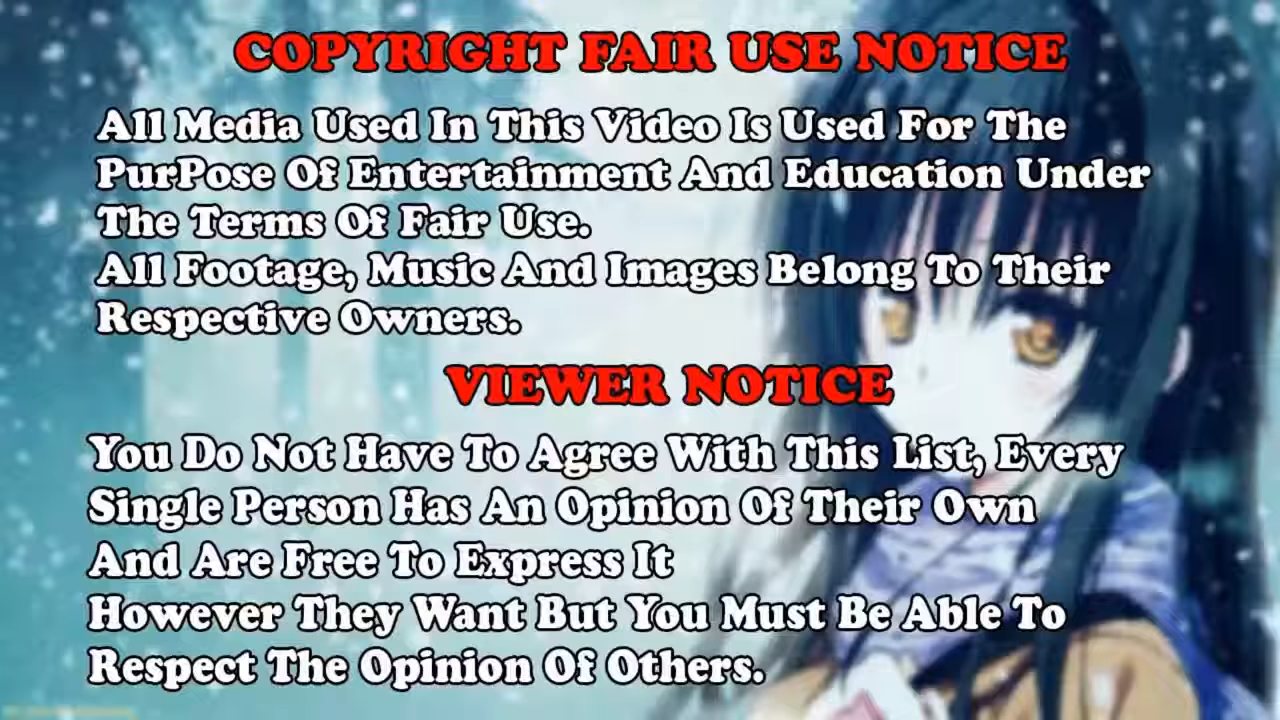 COPYRIGHT FAIR USE NOTICE
All Media Used In This Video Is Used For The
PurPose Of Entertainment And Education Under
The Terms Of Fair Use.
All Footage, Music And Images Belong To Their
Respective Owners.
VIEWER NOTICE
You Do Not Have To Agree With This List, Every
Single Person Has An Opinion Of Their Own
And Are Free To Express It
However They Want But You Must Be Able To
Respect The Opinion Of Others.